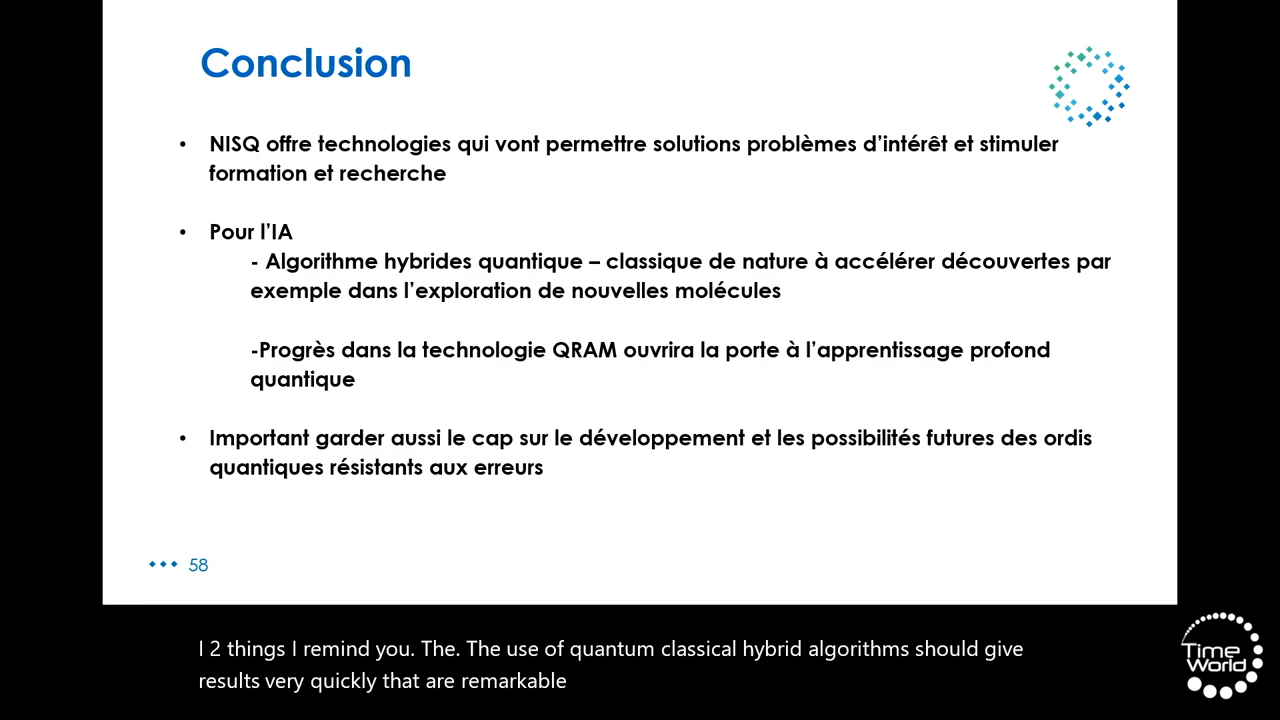 Conclusion
• NISQ offre technologies qui vont permettre solutions problèmes d’intérêt et stimuler
formation et recherche
• Pour l’IA
- Algorithme hybrides quantique – classique de nature à accélérer découvertes par
exemple dans l’exploration de nouvelles molécules
-Progrès dans la technologie QRAM ouvrira la porte à l’apprentissage profond
quantique
• Important garder aussi le cap sur le développement et les possibilités futures des ordis
quantiques résistants aux erreurs
58
I 2 things I remind you. The. The use of quantum classical hybrid algorithms should give
results very quickly that are remarkable
Time
World